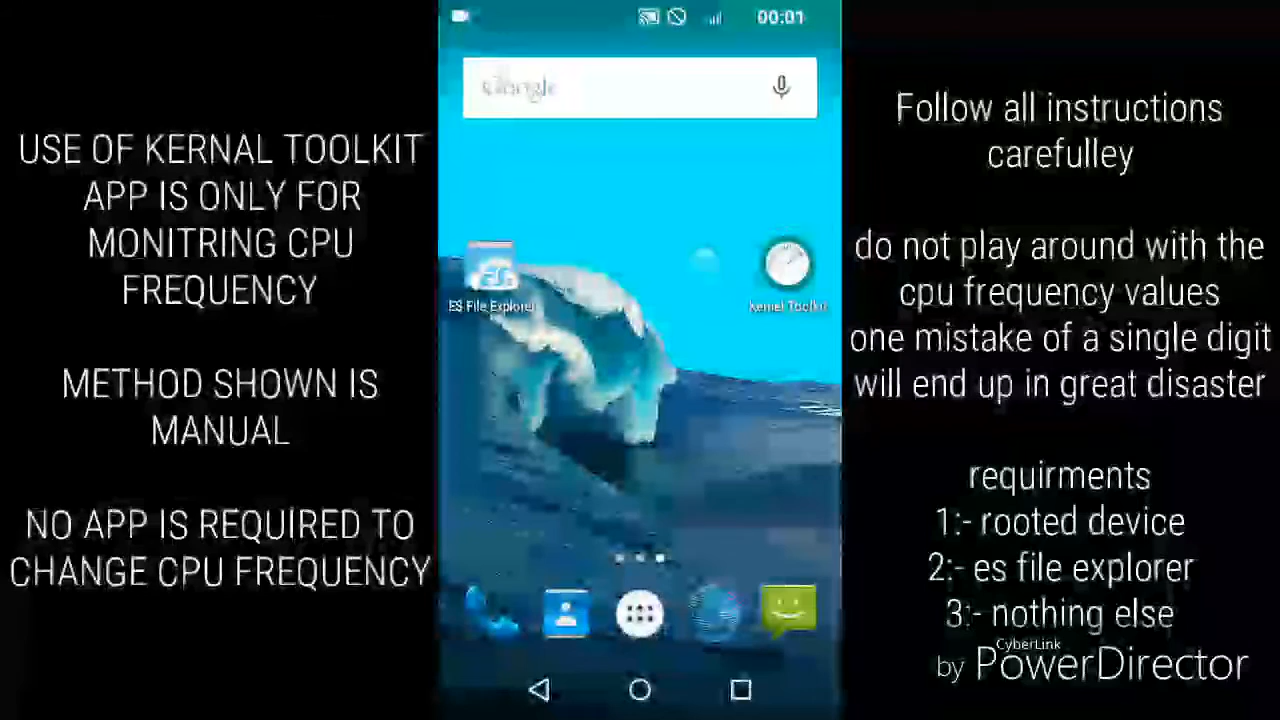 USE OF KERNAL TOOLKIT
APP IS ONLY FOR
MONITRING CPU
FREQUENCY
METHOD SHOWN IS
MANUAL
NO APP IS REQUIRED TO
CHANGE CPU FREQUENCY
00:01
Google
ES File Explorer
Kernel Toolkit
Follow all instructions
carefulley
do not play around with the
cpu frequency values
one mistake of a single digit
will end up in great disaster
requirments
1:- rooted device
2:- es file explorer
3:- nothing else
CyberLink
by PowerDirector